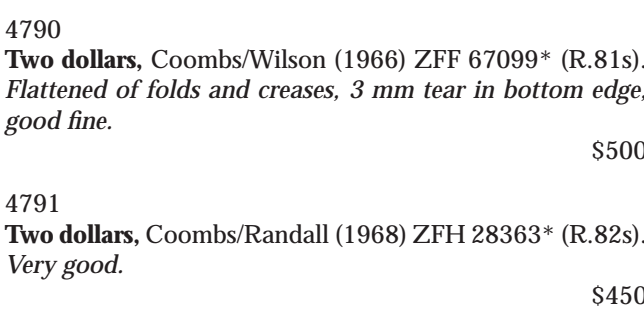 4790
Two dollars, Coombs/Wilson (1966) ZFF 67099* (R.81s).
Flattened of folds and creases, 3 mm tear in bottom edge,
good fine.
$500
4791
Two dollars, Coombs/Randall (1968) ZFH 28363* (R.82s).
Very good.
$450